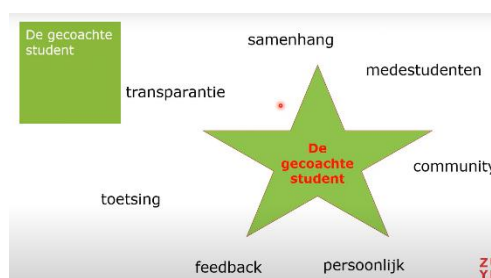 De gecoachte
student
samenhang
medestudenten
transparantie
De
gecoachte
student
community
toetsing
feedback
persoonlijk